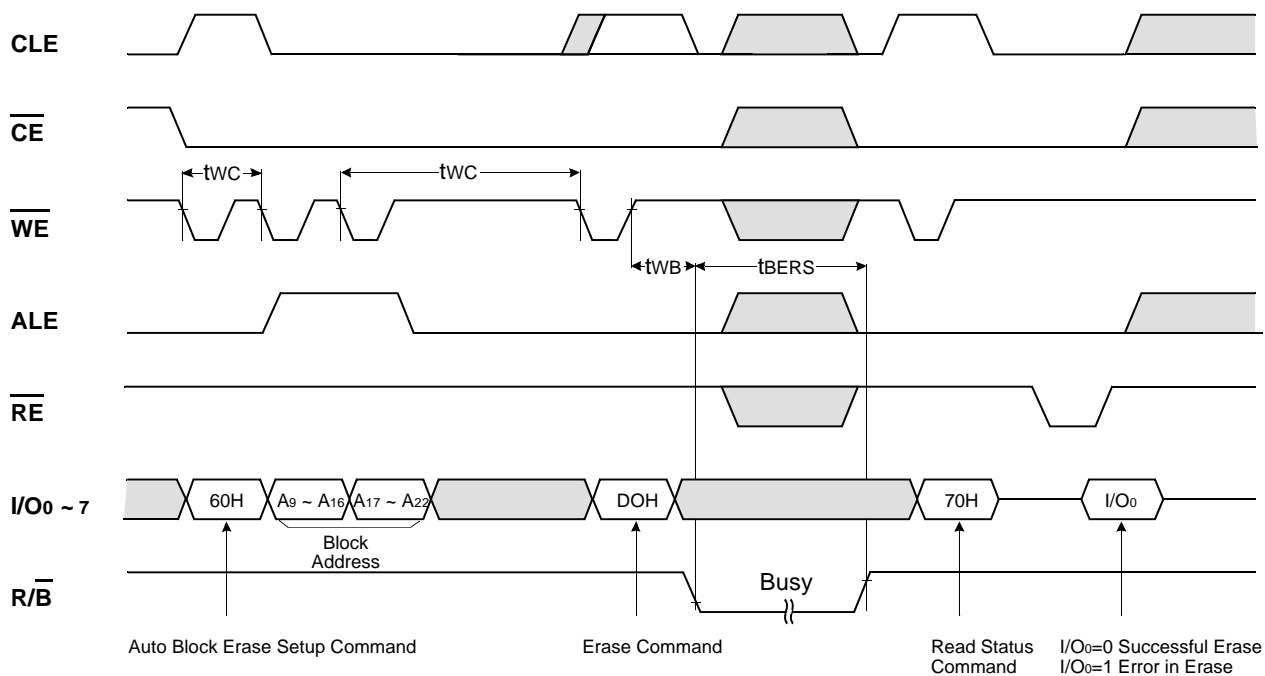 CLE
CE
tWC
tWC
WE
tWB
tBERS
ALE
RE
I/O0 ~ 7
60H
A9 ~ A16
A17 ~ A22
DOH
70H
I/O0
Block
Address
R/B
Busy
Auto Block Erase Setup Command
Erase Command
Read Status
Command
I/O0=0 Successful Erase
I/O0=1 Error in Erase